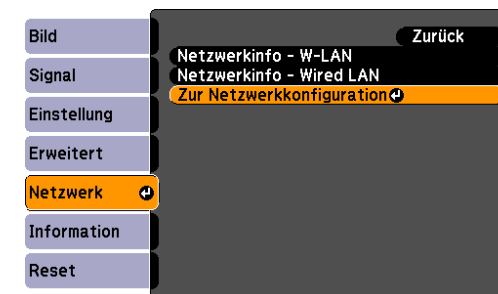 Bild
Signal
Einstellung
Erweitert
Netzwerk
Information
Reset
Zurück
Netzwerkinfo - W-LAN
Netzwerkinfo - Wired LAN
Zur Netzwerkkonfiguration